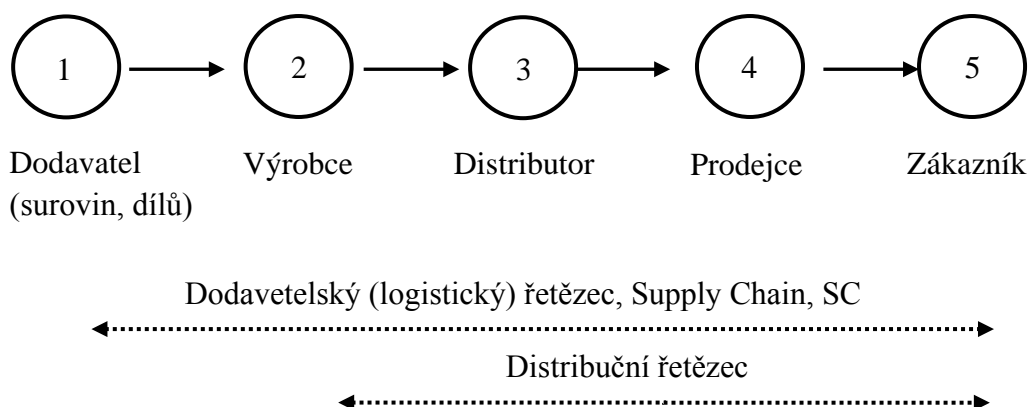 1 2 3 4 5
Dodavatel Výrobce Distributor Prodejce Zákazník
(surovin, dílů)
Dodavetelský (logistický) řetězec, Supply Chain, SC
Distribuční řetězec